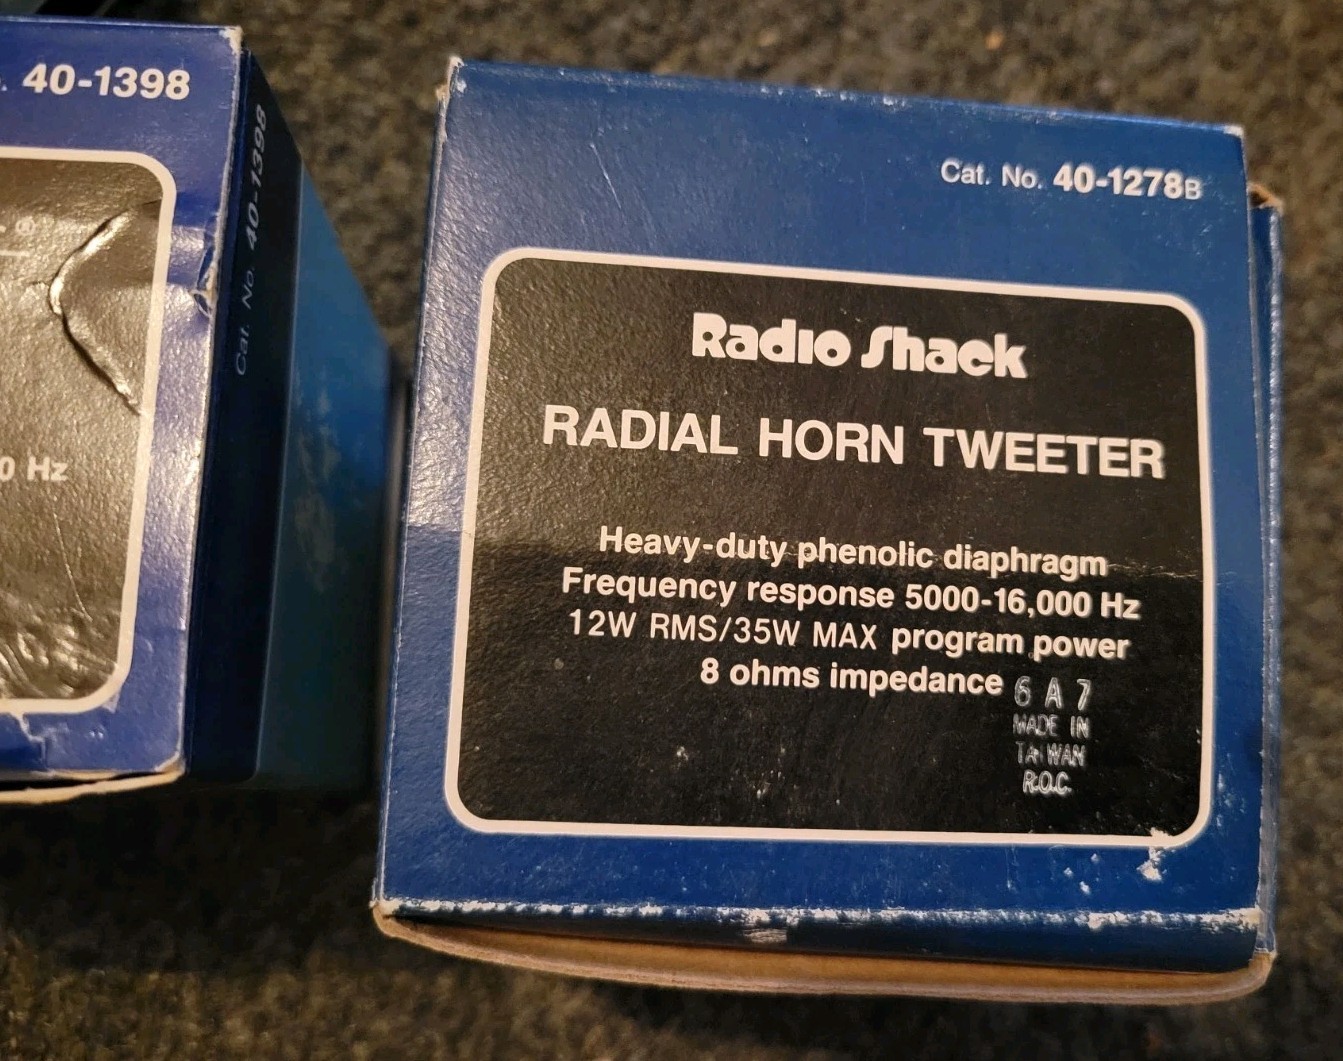 40-1398
®
0 Hz
Cat. No. 40-1398
Cat. No. 40-1278B
Radio Shack
RADIAL HORN TWEETER
Heavy-duty phenolic diaphragm
Frequency response 5000-16,000 Hz
12W RMS/35W MAX program power
8 ohms impedance
6 A 7
MADE IN
TAIWAN
R.O.C.